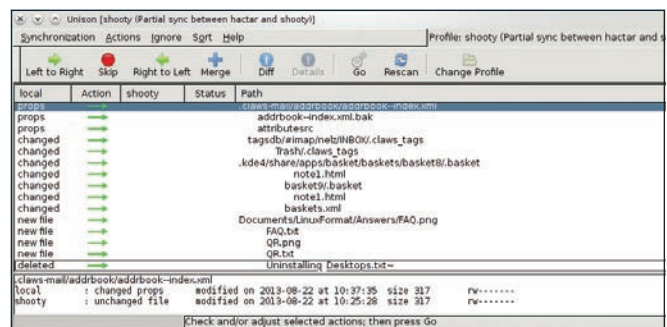 Unison [shooty (Partial sync between hactar and shooty)]
Synchronization Actions Ignore Sort Help Profile: shooty (Partial sync between hactar and s
Left to Right Skip Right to Left Merge Diff Details Go Rescan Change Profile
local Action shooty Status Path
props .claws-mail/addrbook/addrbook--index.xml
props addrbook--index.xml.bak
props attributesrc
changed tagsdb/#imap/nelz/INBOX/.claws_tags
changed Trash/.claws_tags
changed .kde4/share/apps/basket/baskets/basket8/.basket
changed note1.html
changed basket9/.basket
changed note1.html
changed baskets.xml
new file Documents/LinuxFormat/Answers/FAQ.png
new file FAQ.txt
new file QR.png
new file QR.txt
deleted Uninstalling Desktops.txt~
.claws-mail/addrbook/addrbook--index.xml
local : changed props modified on 2013-08-22 at 10:37:35 size 317 rw-------
shooty : unchanged file modified on 2013-08-22 at 10:25:28 size 317 rw-------
Check and/or adjust selected actions; then press Go